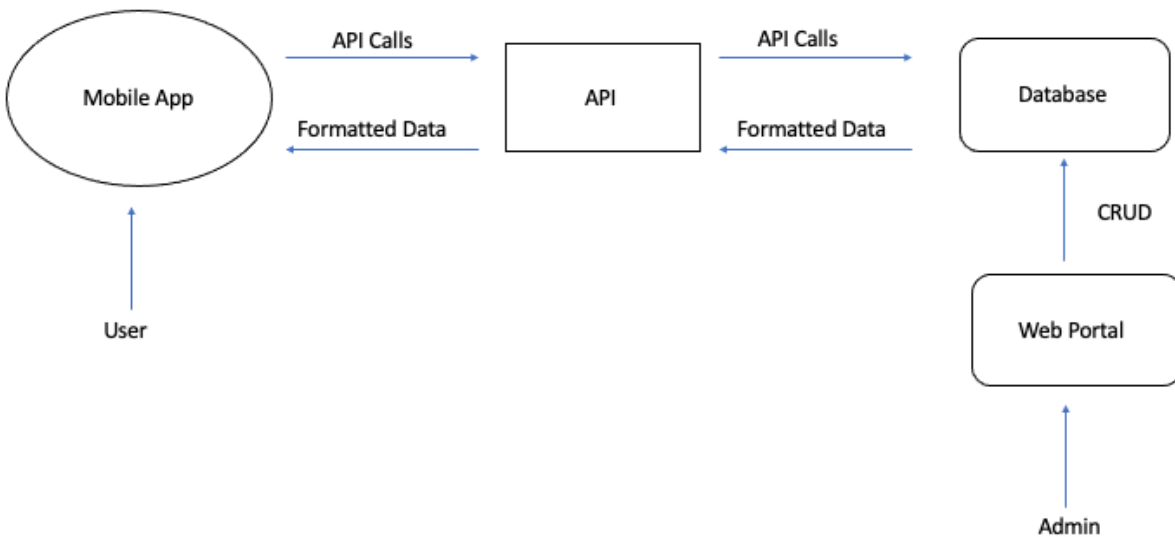 API Calls
API Calls
Mobile App
API
Database
Formatted Data
Formatted Data
CRUD
User
Web Portal
Admin